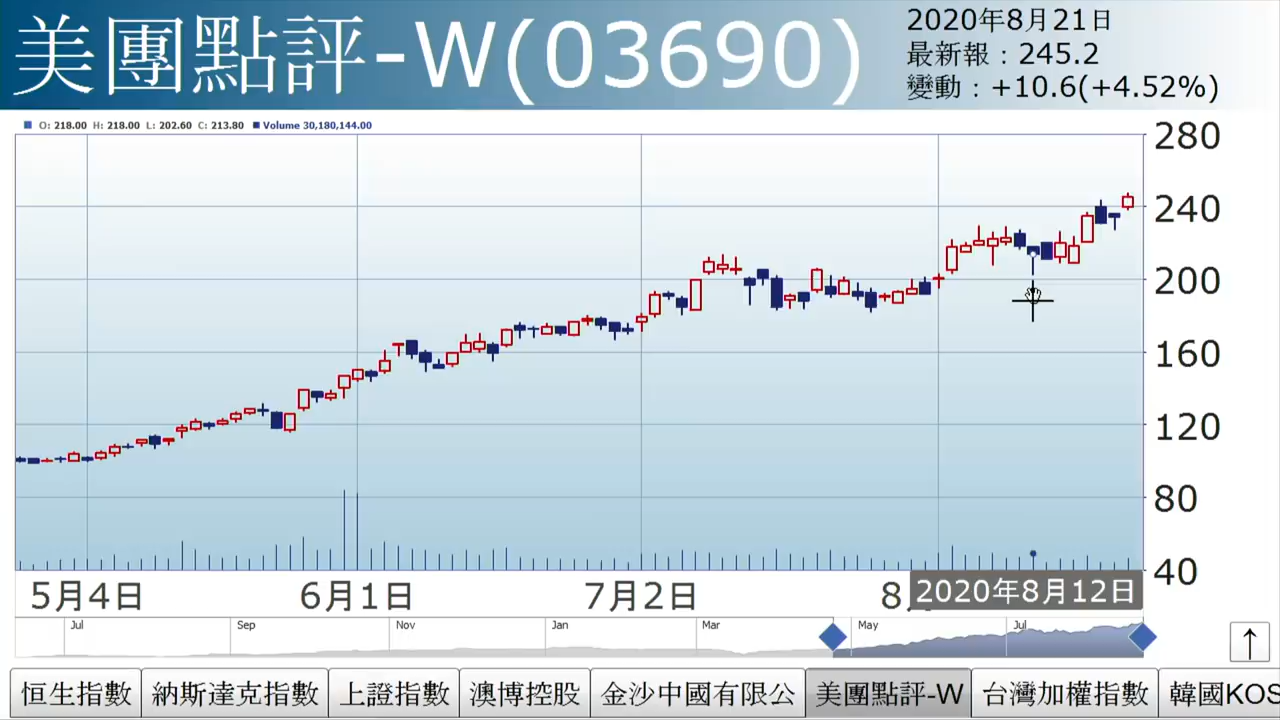 美團點評-W(03690)
2020年8月21日
最新報：245.2
變動：+10.6(+4.52%)
O: 218.00 H: 218.00 L: 202.60 C: 213.80 Volume 30,180,144.00
280
240
200
160
120
80
40
5月4日 6月1日 7月2日 8 2020年8月12日
Jul Sep Nov Jan Mar May Jul
↑
恒生指數 納斯達克指數 上證指數 澳博控股 金沙中國有限公 美團點評-W 台灣加權指數 韓國KOS